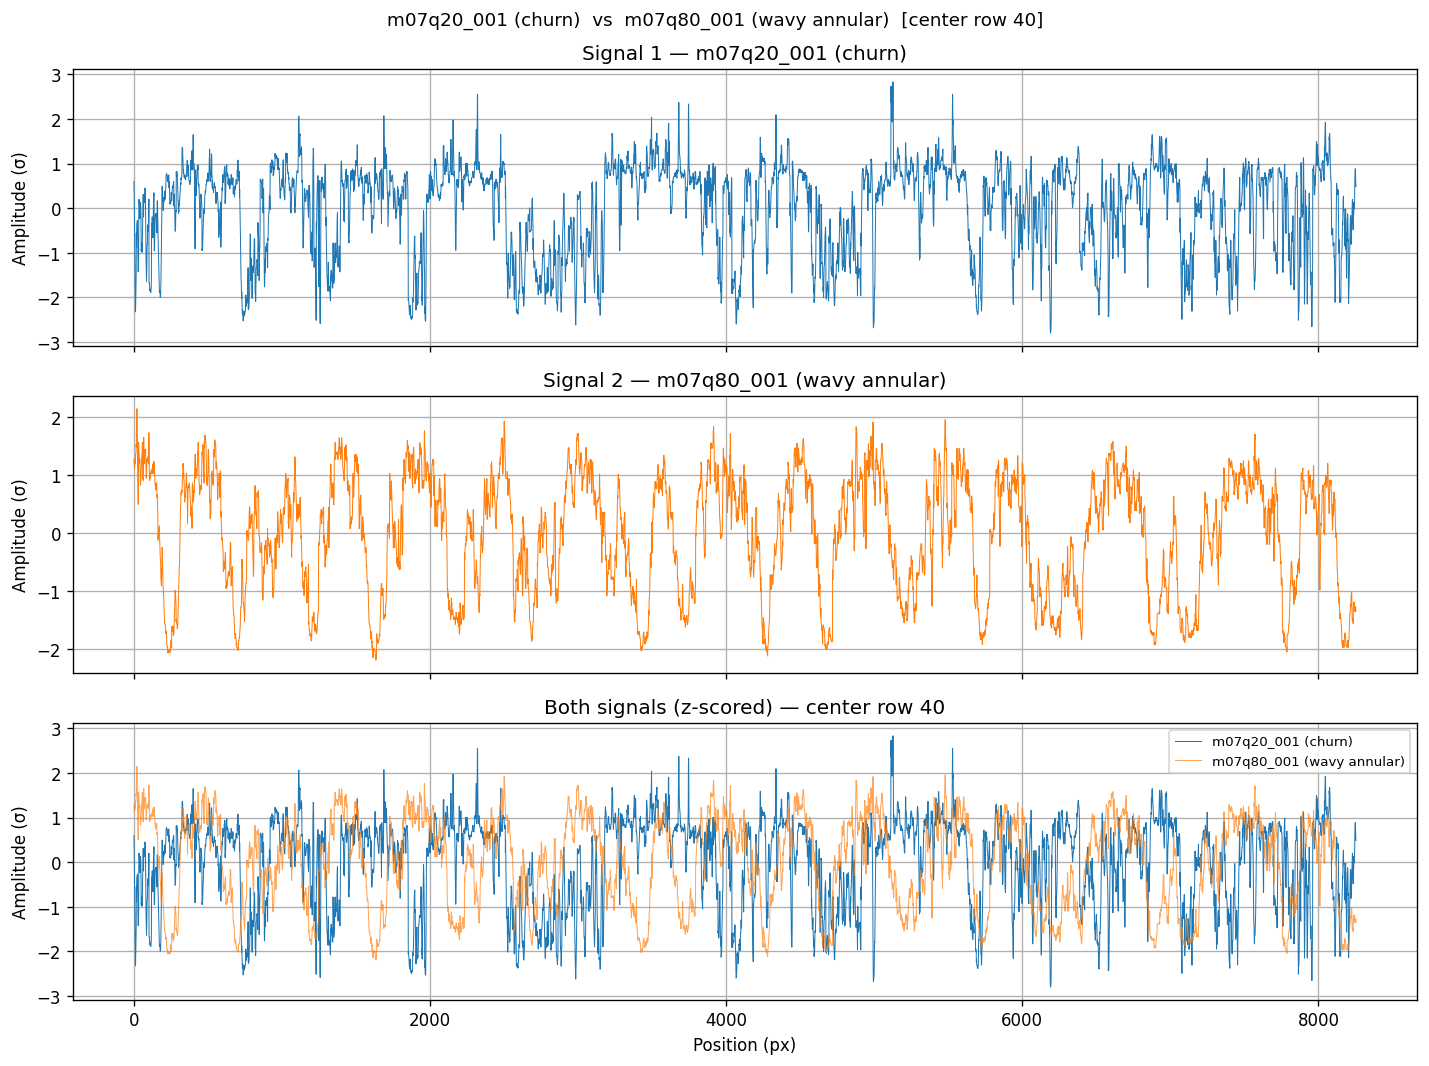 m07q20_001 (churn)  vs  m07q80_001 (wavy annular)  [center row 40]
Signal 1 — m07q20_001 (churn)
Amplitude (σ)
3
2
1
0
−1
−2
−3
Signal 2 — m07q80_001 (wavy annular)
Amplitude (σ)
2
1
0
−1
−2
Both signals (z-scored) — center row 40
Amplitude (σ)
3
2
1
0
−1
−2
−3
m07q20_001 (churn)
m07q80_001 (wavy annular)
0
2000
4000
6000
8000
Position (px)